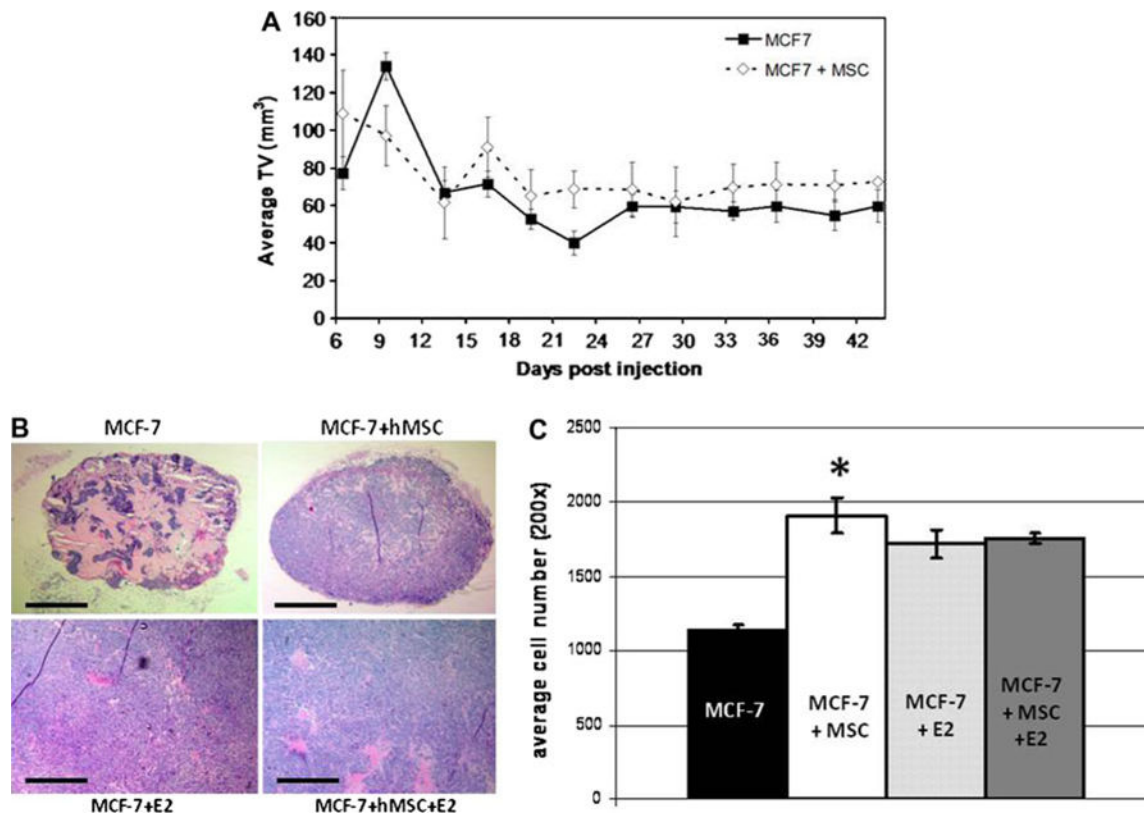 A
160
140
120
100
80
60
40
20
0
Average TV (mm³)
MCF7
MCF7 + MSC
6 9 12 15 18 21 24 27 30 33 36 39 42
Days post injection
B
MCF-7
MCF-7+hMSC
MCF-7+E2
MCF-7+hMSC+E2
C
2500
2000
1500
1000
500
0
average cell number (200x)
*
MCF-7
MCF-7
+ MSC
MCF-7
+ E2
MCF-7
+ MSC
+E2